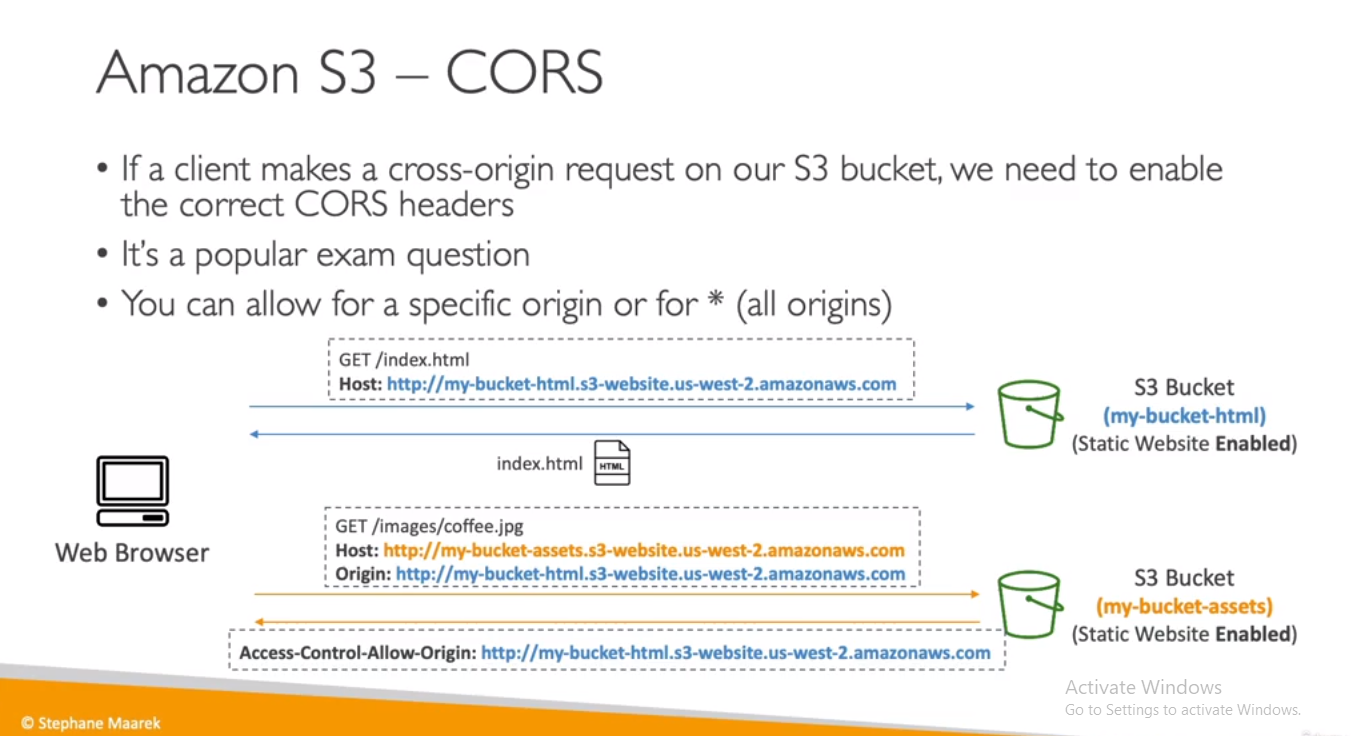 Amazon S3 – CORS
• If a client makes a cross-origin request on our S3 bucket, we need to enable
the correct CORS headers
• It's a popular exam question
• You can allow for a specific origin or for * (all origins)
GET /index.html
Host: http://my-bucket-html.s3-website.us-west-2.amazonaws.com
S3 Bucket
(my-bucket-html)
(Static Website Enabled)
index.html
HTML
Web Browser
GET /images/coffee.jpg
Host: http://my-bucket-assets.s3-website.us-west-2.amazonaws.com
Origin: http://my-bucket-html.s3-website.us-west-2.amazonaws.com
S3 Bucket
(my-bucket-assets)
(Static Website Enabled)
Access-Control-Allow-Origin: http://my-bucket-html.s3-website.us-west-2.amazonaws.com
Activate Windows
Go to Settings to activate Windows.
© Stephane Maarek